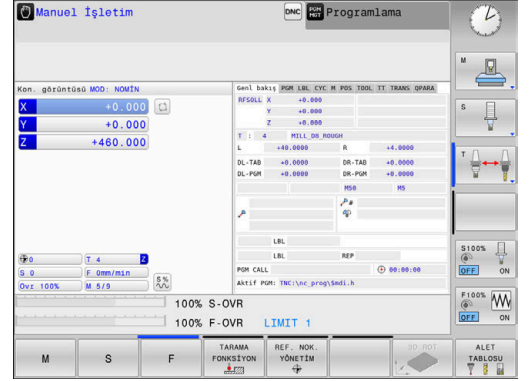 Manuel İşletim
DNC
PGM MGT
Programlama
Kon. görüntüsü MOD: NOMİN
X +0.000
Y +0.000
Z +460.000
0
T 4 Z
S 0
F 0mm/min
Ovr 100%
M 5/9
S %
Genl bakış PGM LBL CYC M POS TOOL TT TRANS QPARA
RFSOLL X +0.000
Y +0.000
Z +0.000
T : 4 MILL_D8_ROUGH
L +40.0000 R +4.0000
DL-TAB +0.0000 DR-TAB +0.0000
DL-PGM +0.0000 DR-PGM +0.0000
M50 M5
P#
LBL
LBL REP
PGM CALL 00:00:00
Aktif PGM: TNC:\nc_prog\$mdi.h
100% S-OVR
100% F-OVR LIMIT 1
M
S
F
TARAMA FONKSİYON
REF. NOK. YÖNETİM
3D ROT
ALET TABLOSU
M
S
T
S100%
OFF ON
F100%
OFF ON